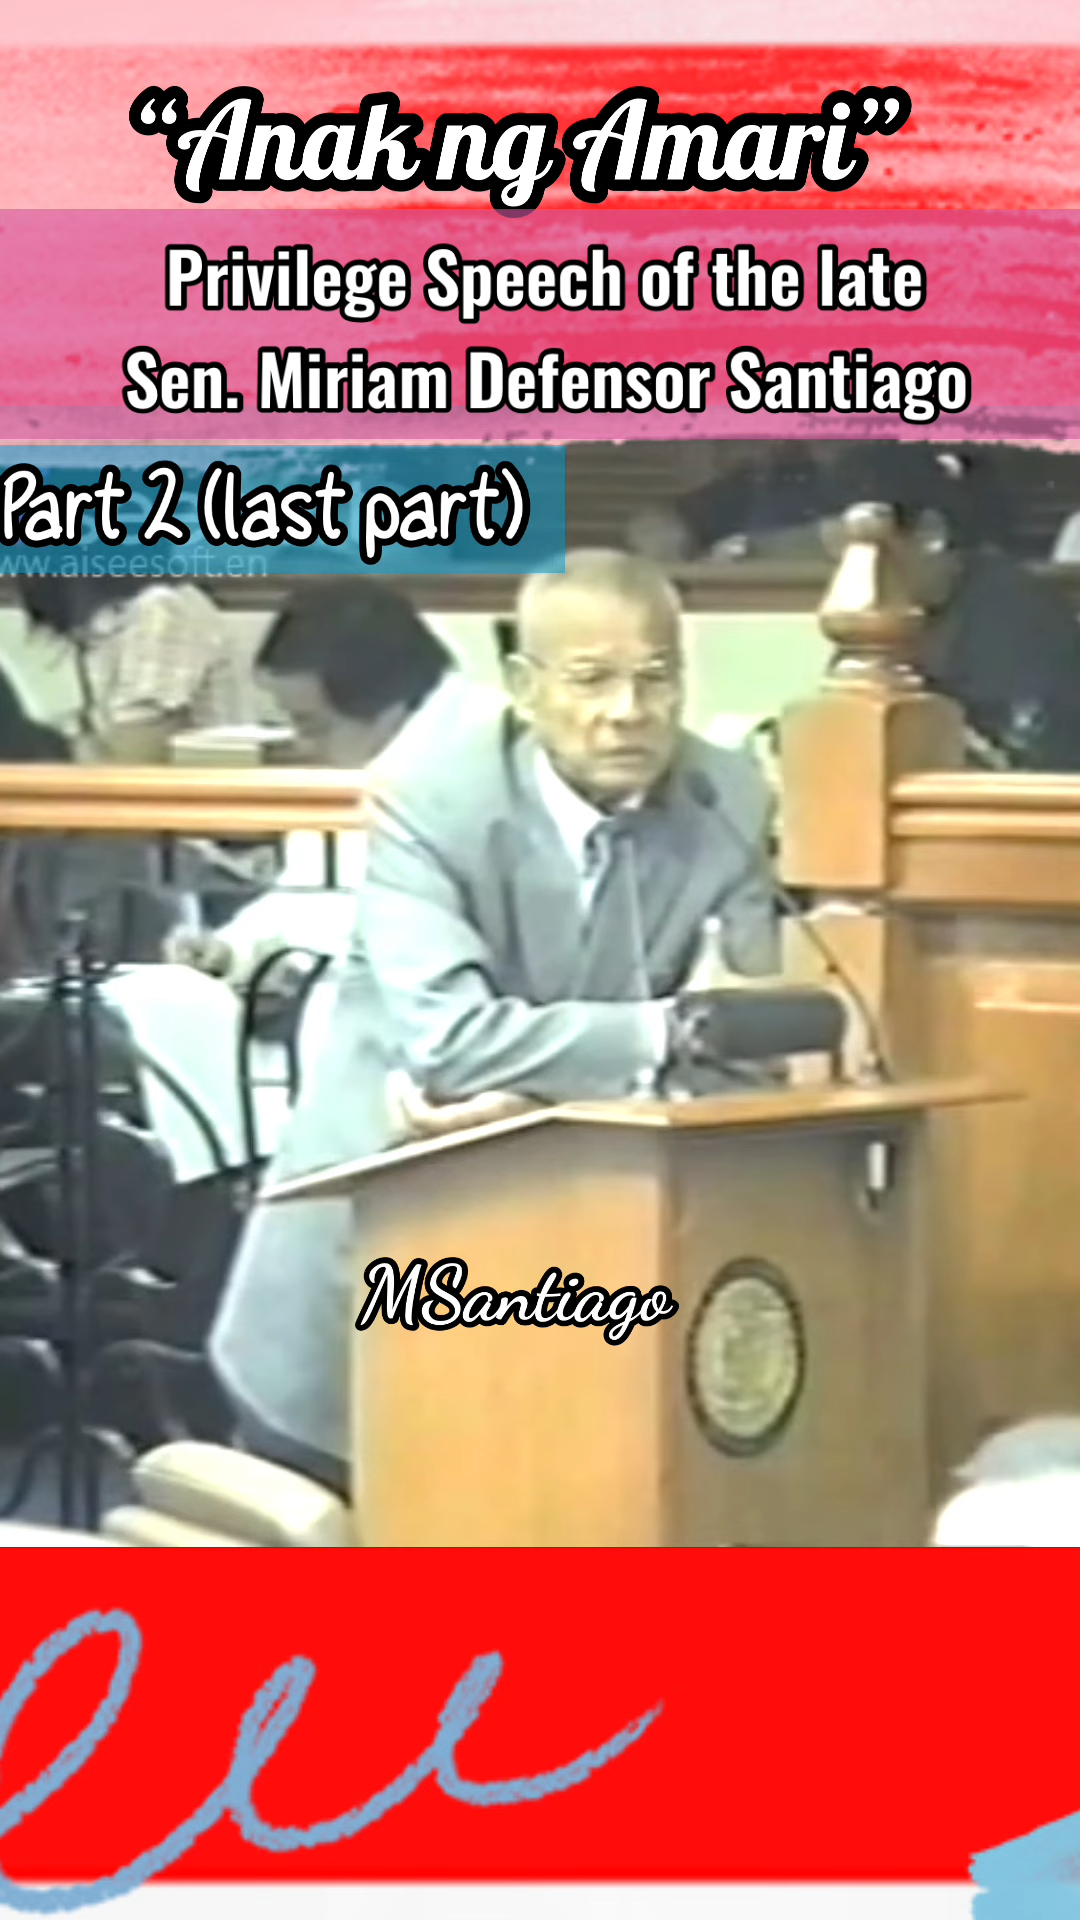 “Anak ng Amari”
Privilege Speech of the late
Sen. Miriam Defensor Santiago
Part 2 (last part)
ww.aiseesoft.en
MSantiago